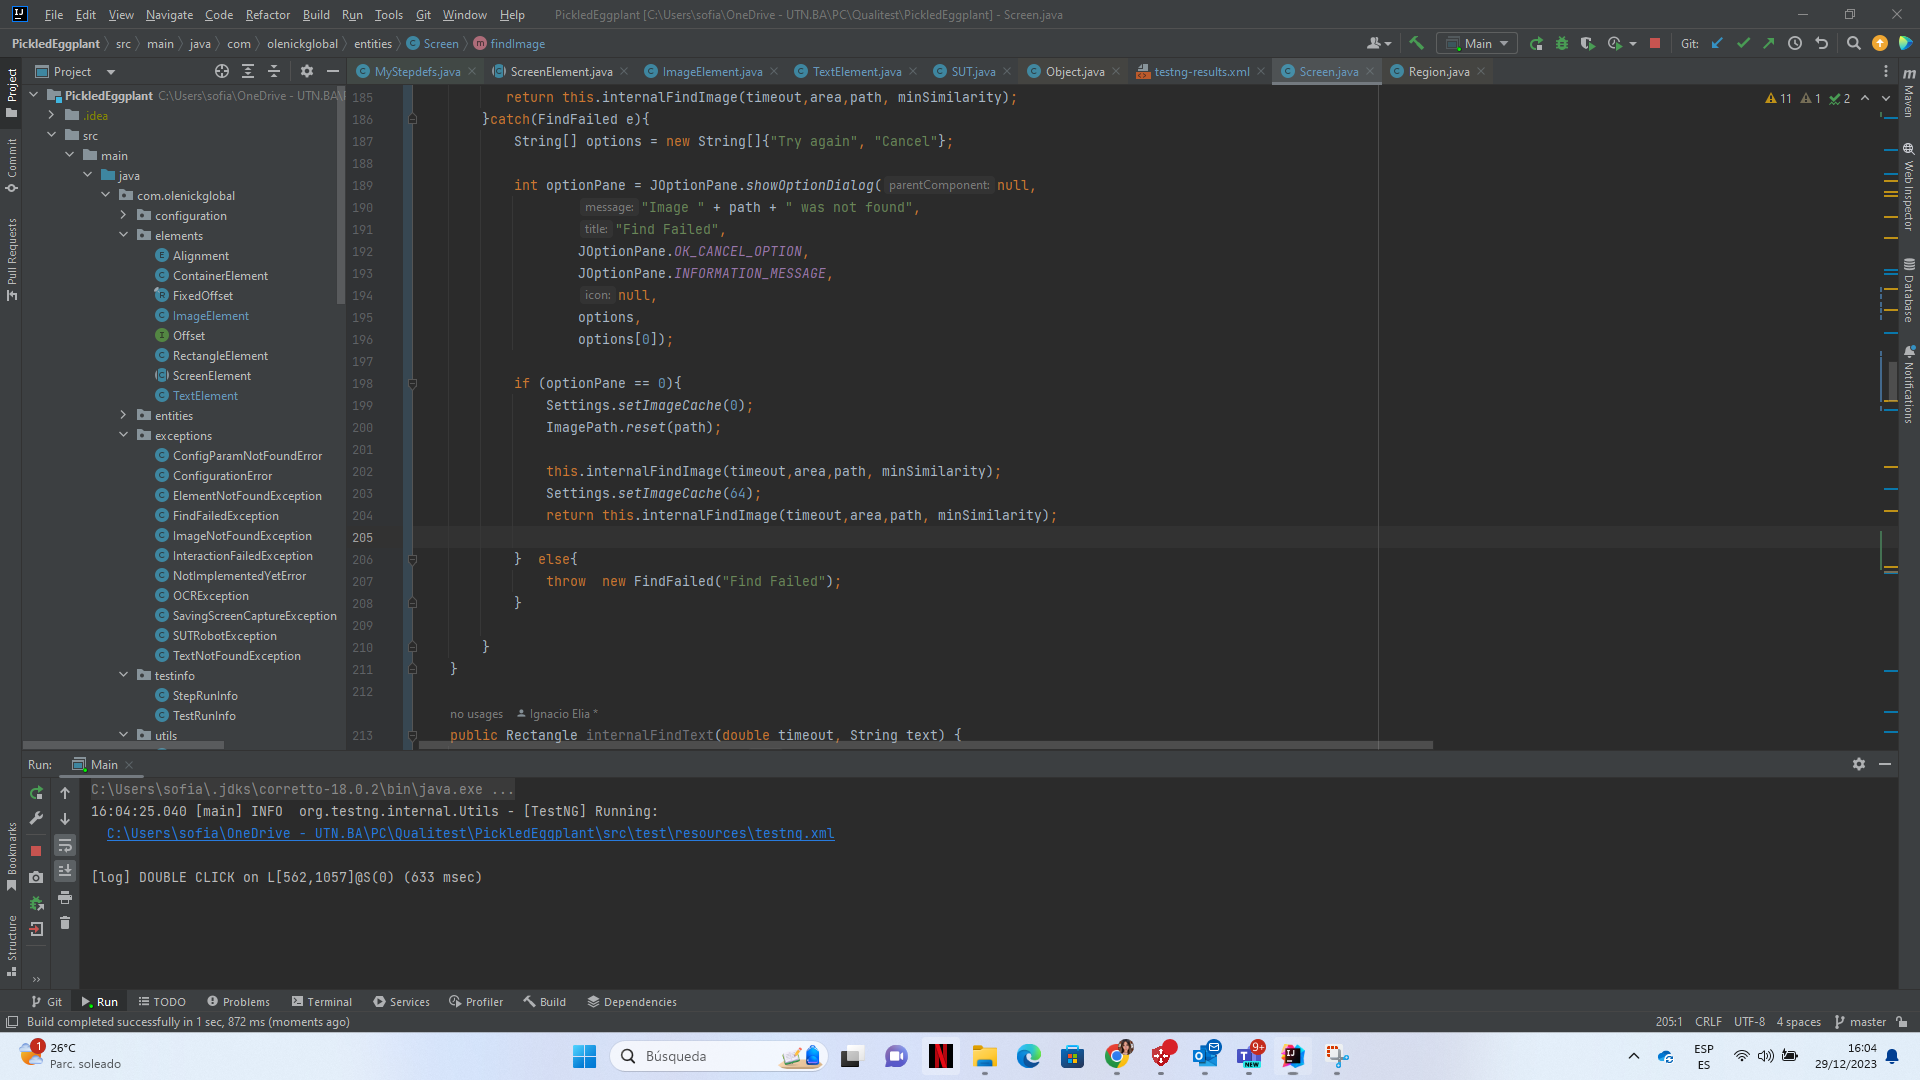 File Edit View Navigate Code Refactor Build Run Tools Git Window Help PickledEggplant [C:\Users\sofia\OneDrive - UTN.BA\PC\Qualitest\PickledEggplant] - Screen.java
PickledEggplant src main java com olenickglobal entities Screen findImage Main Git:
Project MyStepdefs.java ScreenElement.java ImageElement.java TextElement.java SUT.java Object.java testng-results.xml Screen.java Region.java
PickledEggplant C:\Users\sofia\OneDrive - UTN.BA\
.idea
src
main
java
com.olenickglobal
configuration
elements
Alignment
ContainerElement
FixedOffset
ImageElement
Offset
RectangleElement
ScreenElement
TextElement
entities
exceptions
ConfigParamNotFoundError
ConfigurationError
ElementNotFoundException
FindFailedException
ImageNotFoundException
InteractionFailedException
NotImplementedYetError
OCRException
SavingScreenCaptureException
SUTRobotException
TextNotFoundException
testinfo
StepRunInfo
TestRunInfo
utils
Project
Commit
Pull Requests
Bookmarks
Structure
11 1 2
185 return this.internalFindImage(timeout,area,path, minSimilarity);
186 }catch(FindFailed e){
187 String[] options = new String[]{"Try again", "Cancel"};
188
189 int optionPane = JOptionPane.showOptionDialog( parentComponent: null,
190 message: "Image " + path + " was not found",
191 title: "Find Failed",
192 JOptionPane.OK_CANCEL_OPTION,
193 JOptionPane.INFORMATION_MESSAGE,
194 icon: null,
195 options,
196 options[0]);
197
198 if (optionPane == 0){
199 Settings.setImageCache(0);
200 ImagePath.reset(path);
201
202 this.internalFindImage(timeout,area,path, minSimilarity);
203 Settings.setImageCache(64);
204 return this.internalFindImage(timeout,area,path, minSimilarity);
205
206 } else{
207 throw new FindFailed("Find Failed");
208 }
209
210 }
211 }
212
no usages Ignacio Elia *
213 public Rectangle internalFindText(double timeout, String text) {
m
Maven
Web Inspector
Database
Notifications
Run: Main
C:\Users\sofia\.jdks\corretto-18.0.2\bin\java.exe ...
16:04:25.040 [main] INFO org.testng.internal.Utils - [TestNG] Running:
C:\Users\sofia\OneDrive - UTN.BA\PC\Qualitest\PickledEggplant\src\test\resources\testng.xml
[log] DOUBLE CLICK on L[562,1057]@S(0) (633 msec)
Git Run TODO Problems Terminal Services Profiler Build Dependencies
Build completed successfully in 1 sec, 872 ms (moments ago) 205:1 CRLF UTF-8 4 spaces master
1 26°C
Parc. soleado
Búsqueda
9+
NEW
ESP
ES
16:04
29/12/2023